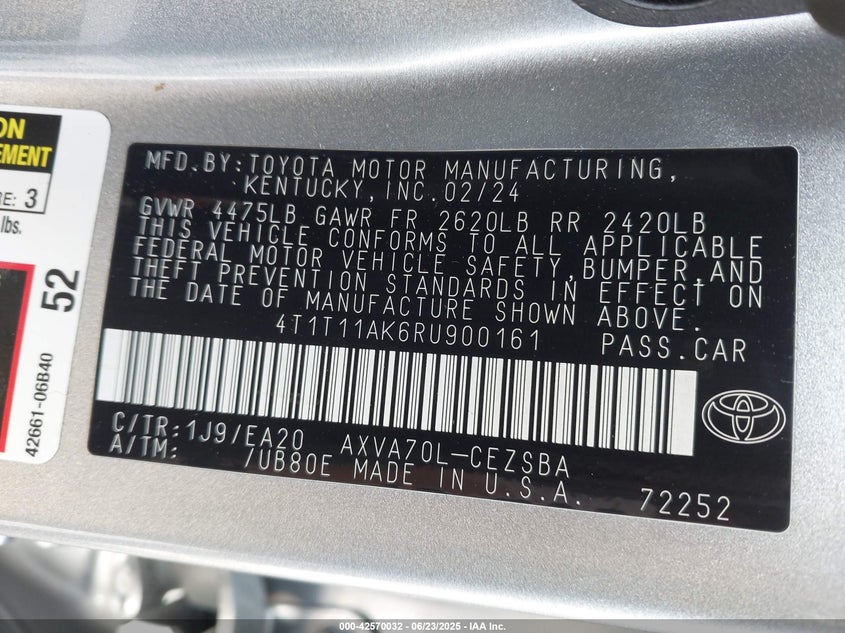 ON
EMENT
RE: 3
lbs.
52
42661-06B40
MFD.BY:TOYOTA MOTOR MANUFACTURING,
KENTUCKY,INC.02/24
GVWR 4475LB GAWR FR 2620LB RR 2420LB
THIS VEHICLE CONFORMS TO ALL APPLICABLE
FEDERAL MOTOR VEHICLE SAFETY,BUMPER,AND
THEFT PREVENTION STANDARDS IN EFFECT ON
THE DATE OF MANUFACTURE SHOWN ABOVE.
4T1T11AK6RU900161 PASS.CAR
C/TR:1J9/EA20 AXVA70L-CEZSBA
A/TM: /UB80E MADE IN U.S.A.
72252
000-42570032 - 06/23/2025 - IAA Inc.